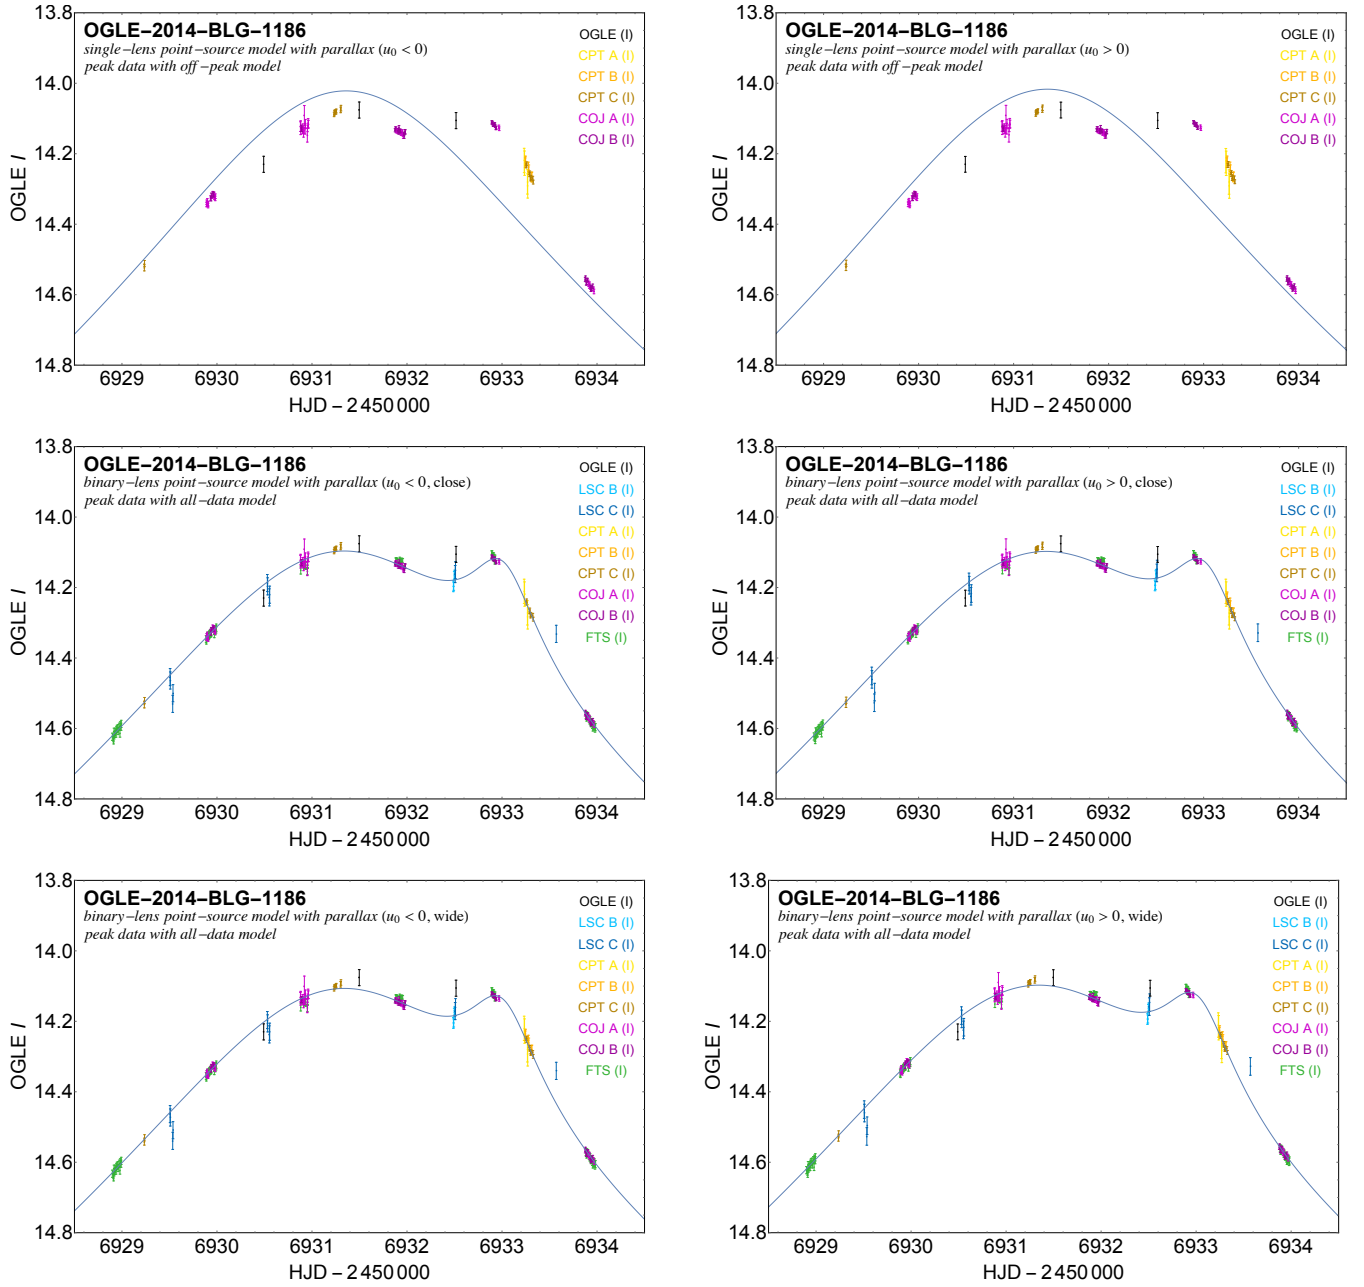 OGLE−2014−BLG−1186
single−lens point−source model with parallax (u0 < 0)
peak data with off−peak model
OGLE (I)
CPT A (I)
CPT B (I)
CPT C (I)
COJ A (I)
COJ B (I)
OGLE I
13.8
14.0
14.2
14.4
14.6
14.8
6929 6930 6931 6932 6933 6934
HJD − 2 450 000
OGLE−2014−BLG−1186
single−lens point−source model with parallax (u0 > 0)
peak data with off−peak model
OGLE (I)
CPT A (I)
CPT B (I)
CPT C (I)
COJ A (I)
COJ B (I)
OGLE I
13.8
14.0
14.2
14.4
14.6
14.8
6929 6930 6931 6932 6933 6934
HJD − 2 450 000
OGLE−2014−BLG−1186
binary−lens point−source model with parallax (u0 < 0, close)
peak data with all−data model
OGLE (I)
LSC B (I)
LSC C (I)
CPT A (I)
CPT B (I)
CPT C (I)
COJ A (I)
COJ B (I)
FTS (I)
OGLE I
13.8
14.0
14.2
14.4
14.6
14.8
6929 6930 6931 6932 6933 6934
HJD − 2 450 000
OGLE−2014−BLG−1186
binary−lens point−source model with parallax (u0 > 0, close)
peak data with all−data model
OGLE (I)
LSC B (I)
LSC C (I)
CPT A (I)
CPT B (I)
CPT C (I)
COJ A (I)
COJ B (I)
FTS (I)
OGLE I
13.8
14.0
14.2
14.4
14.6
14.8
6929 6930 6931 6932 6933 6934
HJD − 2 450 000
OGLE−2014−BLG−1186
binary−lens point−source model with parallax (u0 < 0, wide)
peak data with all−data model
OGLE (I)
LSC B (I)
LSC C (I)
CPT A (I)
CPT B (I)
CPT C (I)
COJ A (I)
COJ B (I)
FTS (I)
OGLE I
13.8
14.0
14.2
14.4
14.6
14.8
6929 6930 6931 6932 6933 6934
HJD − 2 450 000
OGLE−2014−BLG−1186
binary−lens point−source model with parallax (u0 > 0, wide)
peak data with all−data model
OGLE (I)
LSC B (I)
LSC C (I)
CPT A (I)
CPT B (I)
CPT C (I)
COJ A (I)
COJ B (I)
FTS (I)
OGLE I
13.8
14.0
14.2
14.4
14.6
14.8
6929 6930 6931 6932 6933 6934
HJD − 2 450 000